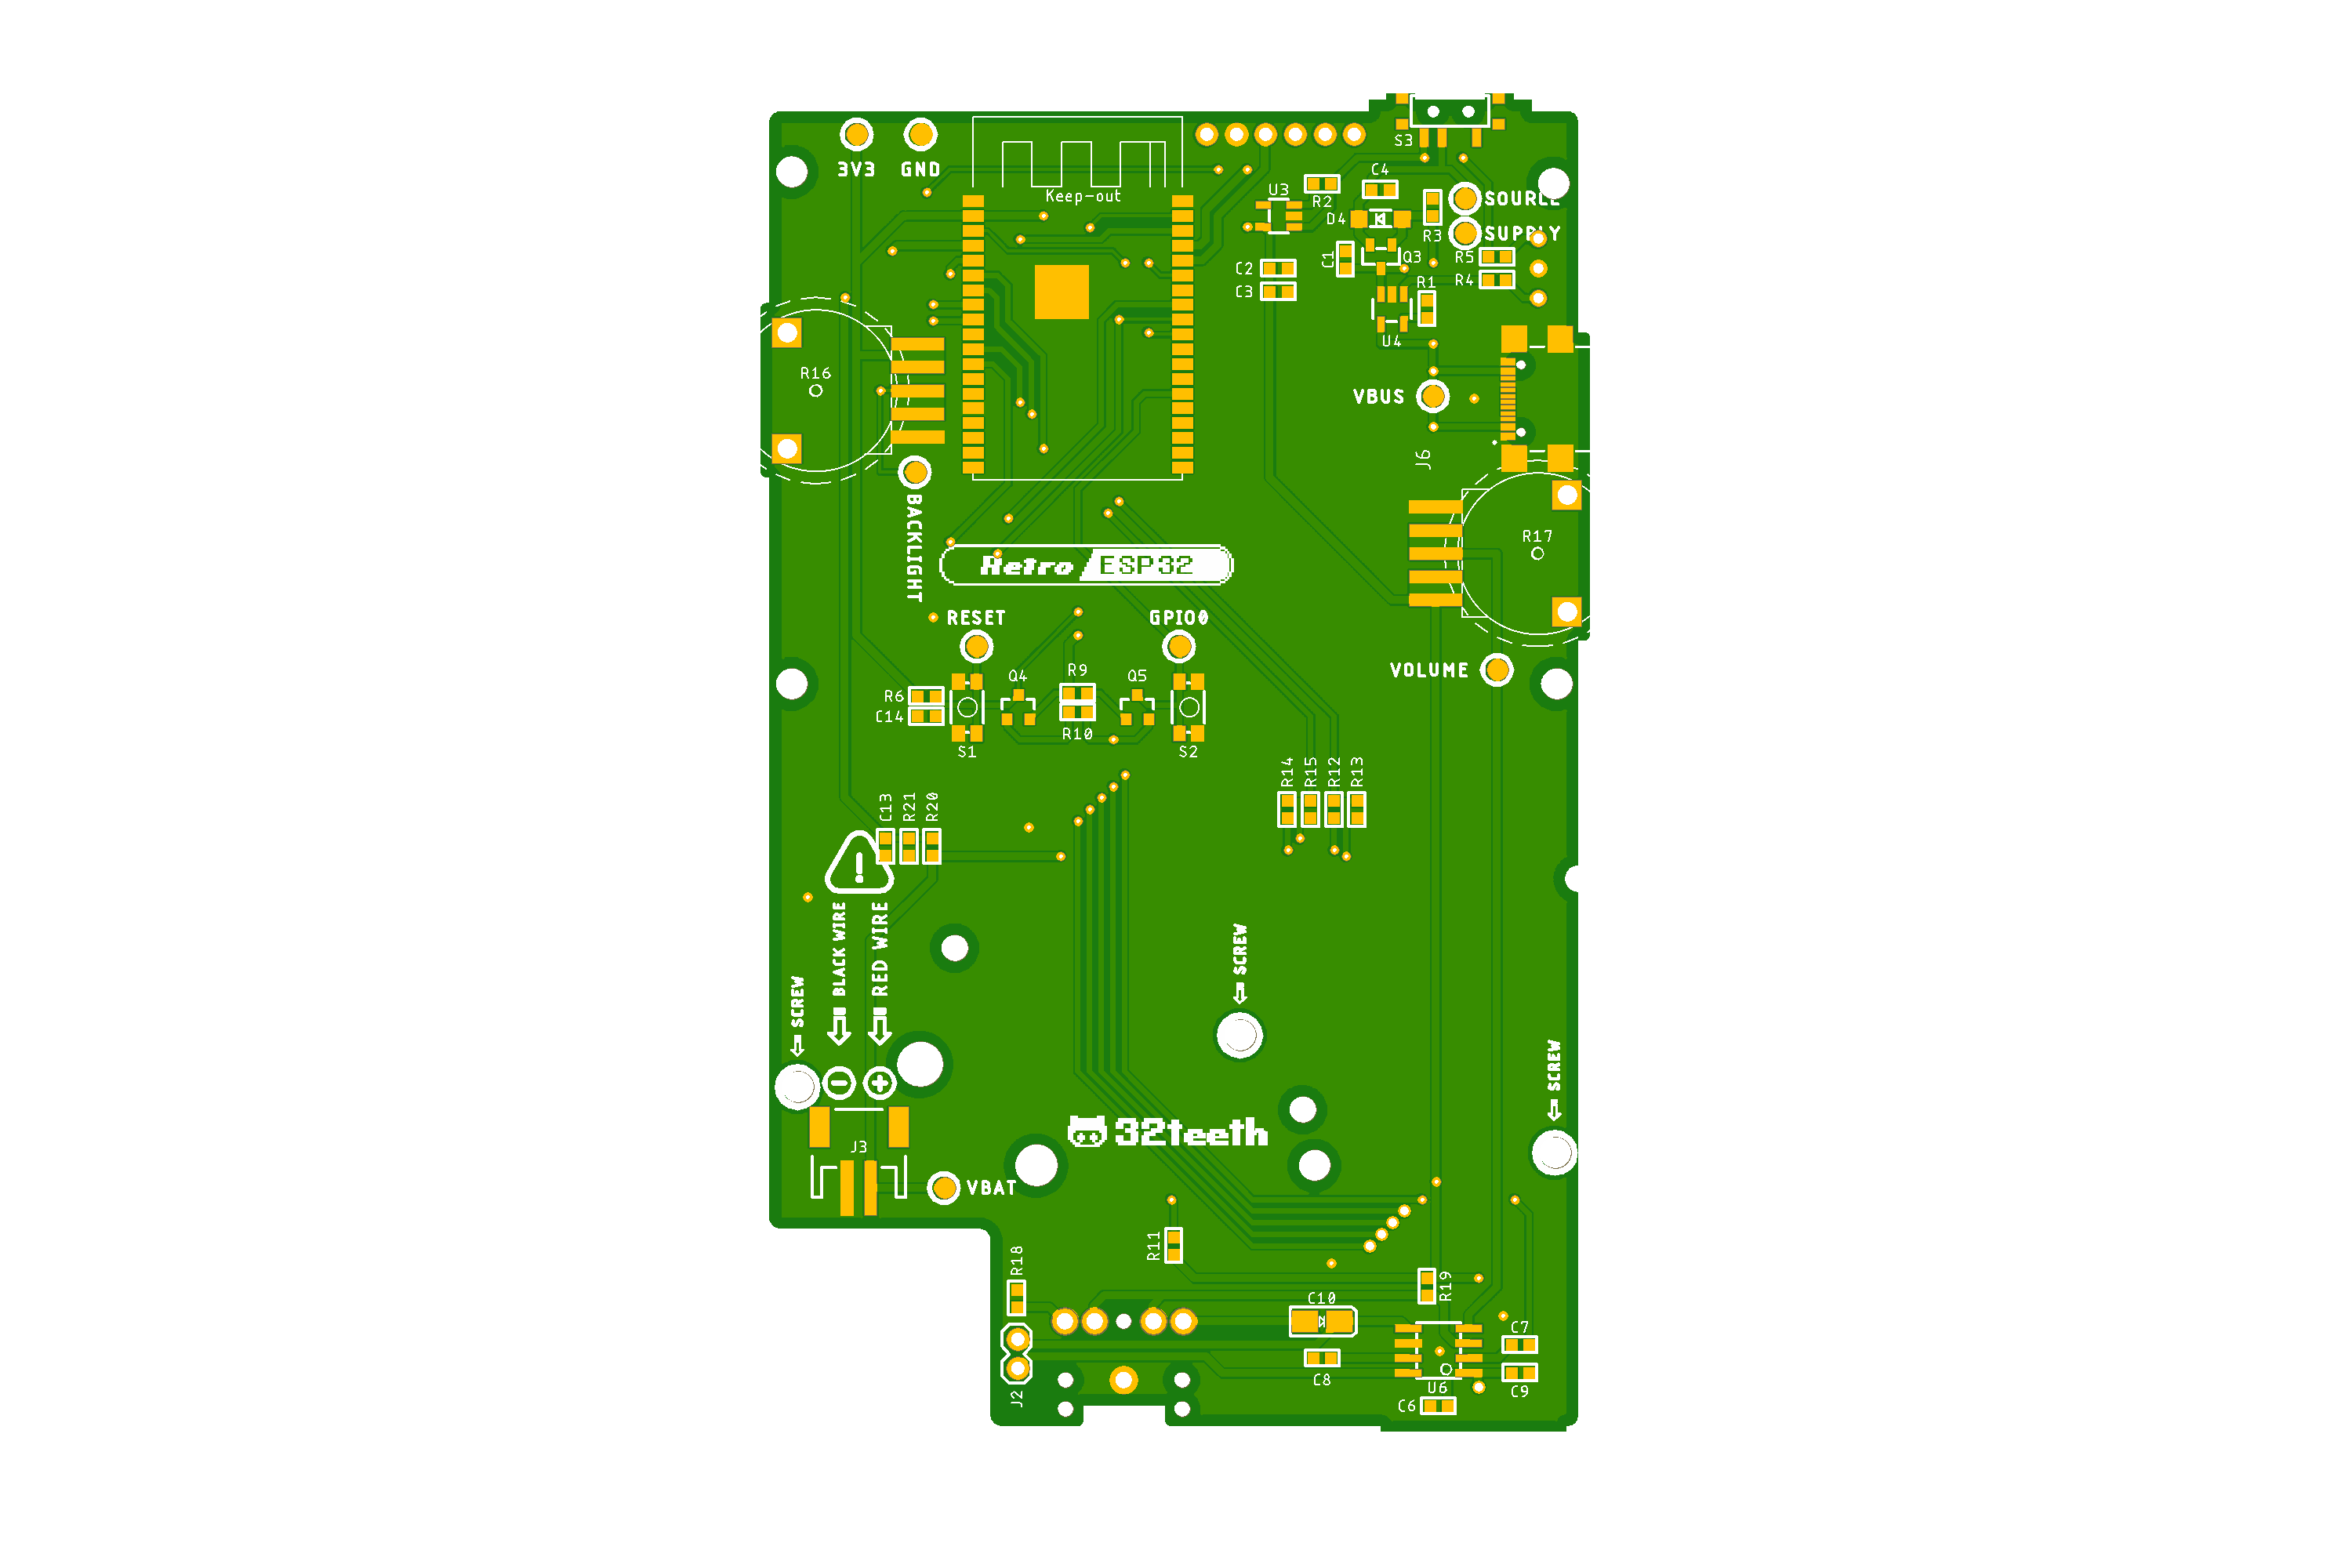 S3
3V3 GND
C4
Keep-out
U3
R2
SOURCE
D4
R3
SUPPLY
C1
Q3
R5
C2
R1
R4
C3
U4
R16
VBUS
J6
BACKLIGHT
R17
Retro ESP32
RESET
GPIO0
VOLUME
Q4
R9
Q5
R6
C14
R10
S1
S2
R14
R15
R12
R13
C13
R21
R20
BLACK WIRE
RED WIRE
SCREW
SCREW
SCREW
32teeth
J3
VBAT
R11
R18
R19
C10
C7
C8
U6
C9
J2
C6